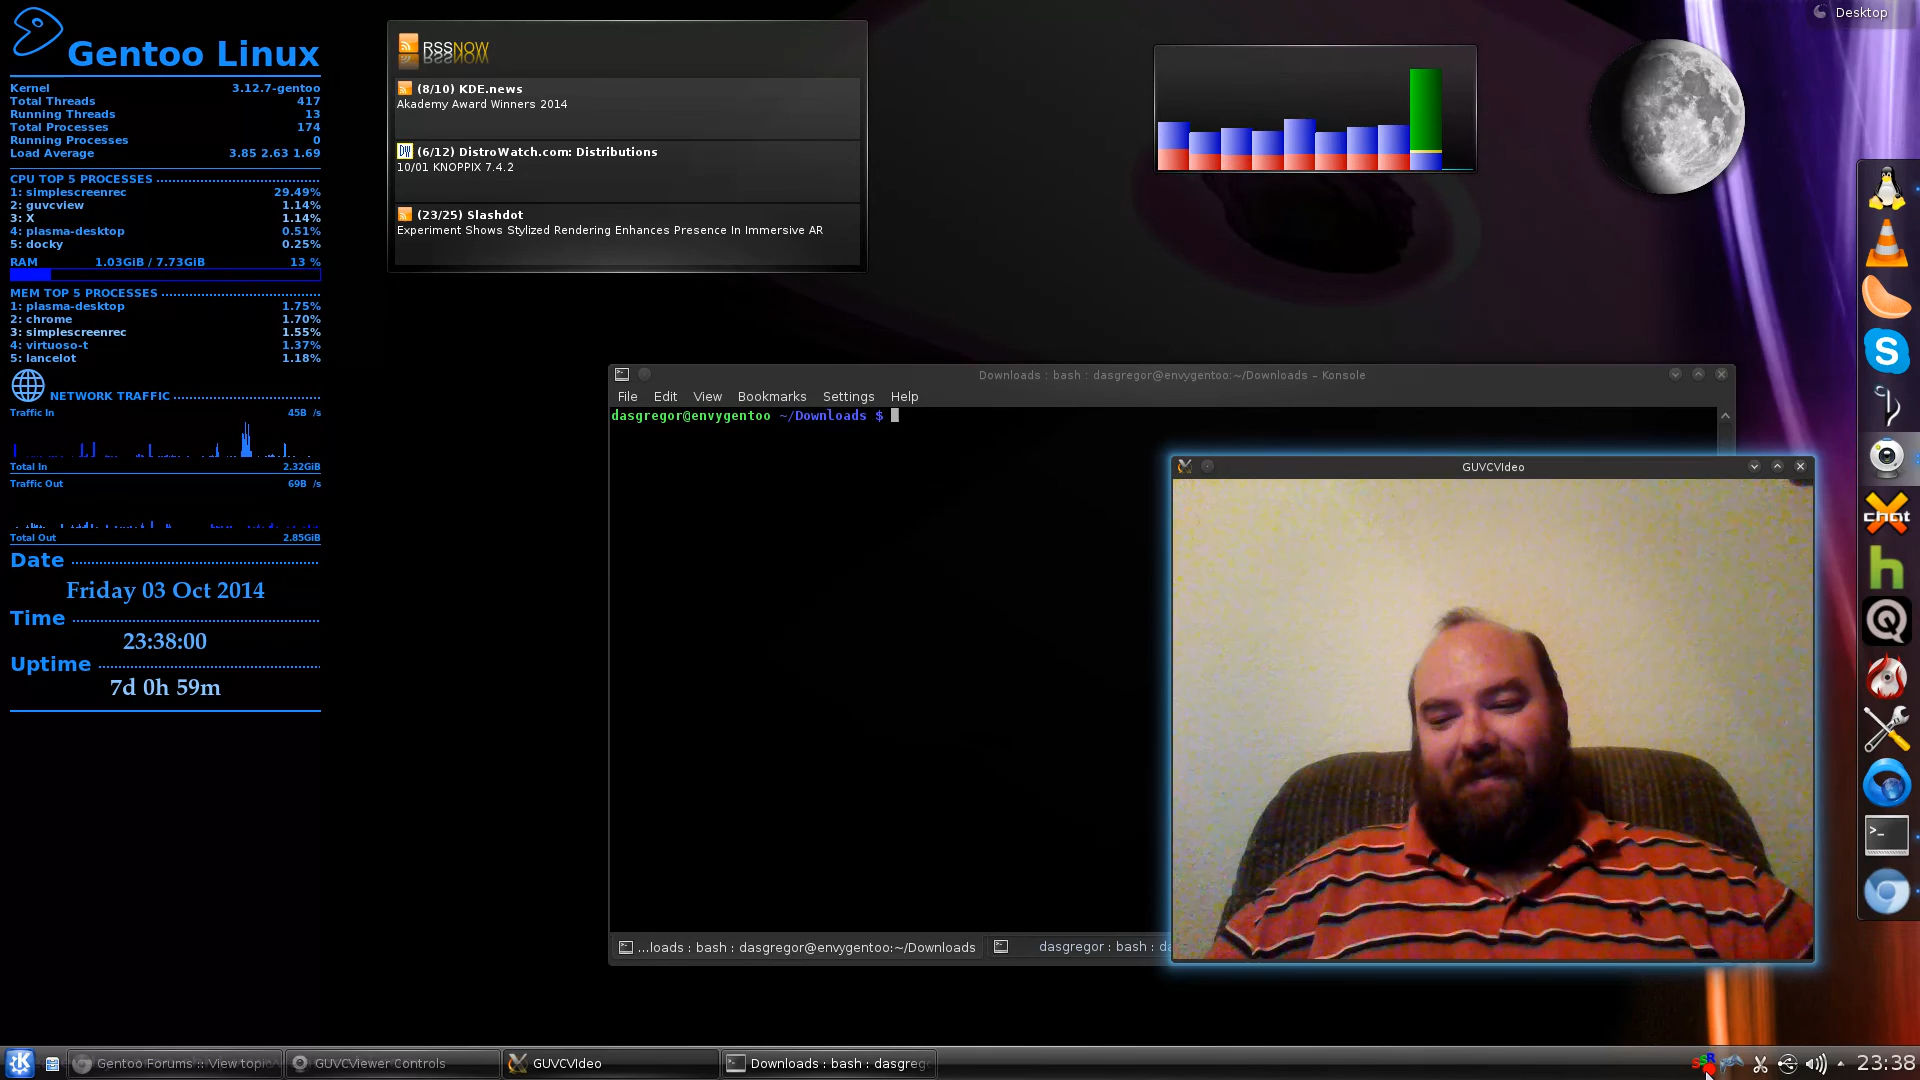 Gentoo Linux
Kernel 3.12.7-gentoo
Total Threads 417
Running Threads 13
Total Processes 174
Running Processes 0
Load Average 3.85 2.63 1.69
CPU TOP 5 PROCESSES
1: simplescreenrec 29.49%
2: guvcview 1.14%
3: X 1.14%
4: plasma-desktop 0.51%
5: docky 0.25%
RAM 1.03GiB / 7.73GiB 13 %
MEM TOP 5 PROCESSES
1: plasma-desktop 1.75%
2: chrome 1.70%
3: simplescreenrec 1.55%
4: virtuoso-t 1.37%
5: lancelot 1.18%
NETWORK TRAFFIC
Traffic In 45B /s
Total In 2.32GiB
Traffic Out 69B /s
Total Out 2.85GiB
Date
Friday 03 Oct 2014
Time
23:38:00
Uptime
7d 0h 59m
RSSNOW
(8/10) KDE.news
Akademy Award Winners 2014
DW (6/12) DistroWatch.com: Distributions
10/01 KNOPPIX 7.4.2
(23/25) Slashdot
Experiment Shows Stylized Rendering Enhances Presence In Immersive AR
Desktop
Downloads : bash : dasgregor@envygentoo:~/Downloads – Konsole
File Edit View Bookmarks Settings Help
dasgregor@envygentoo ~/Downloads $
GUVCVIdeo
...loads : bash : dasgregor@envygentoo:~/Downloads
dasgregor : bash : da
S
chat
h
>_
Gentoo Forums :: View topi
GUVCViewer Controls
GUVCVIdeo
Downloads : bash : dasgreg
SSR
23:38